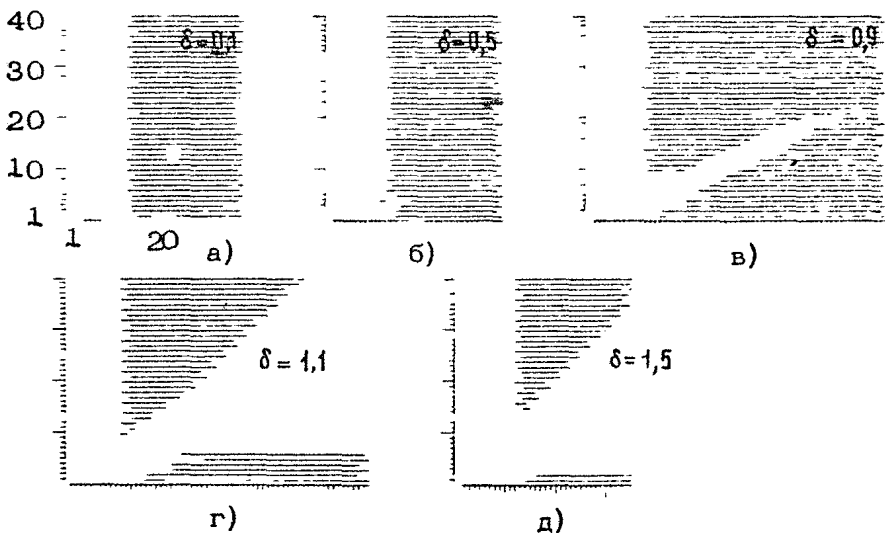 40
30
20
10
1
1 20
δ=0,1
δ=0,5
δ=0,9
а) б) в)
δ=1,1
δ=1,5
г) д)